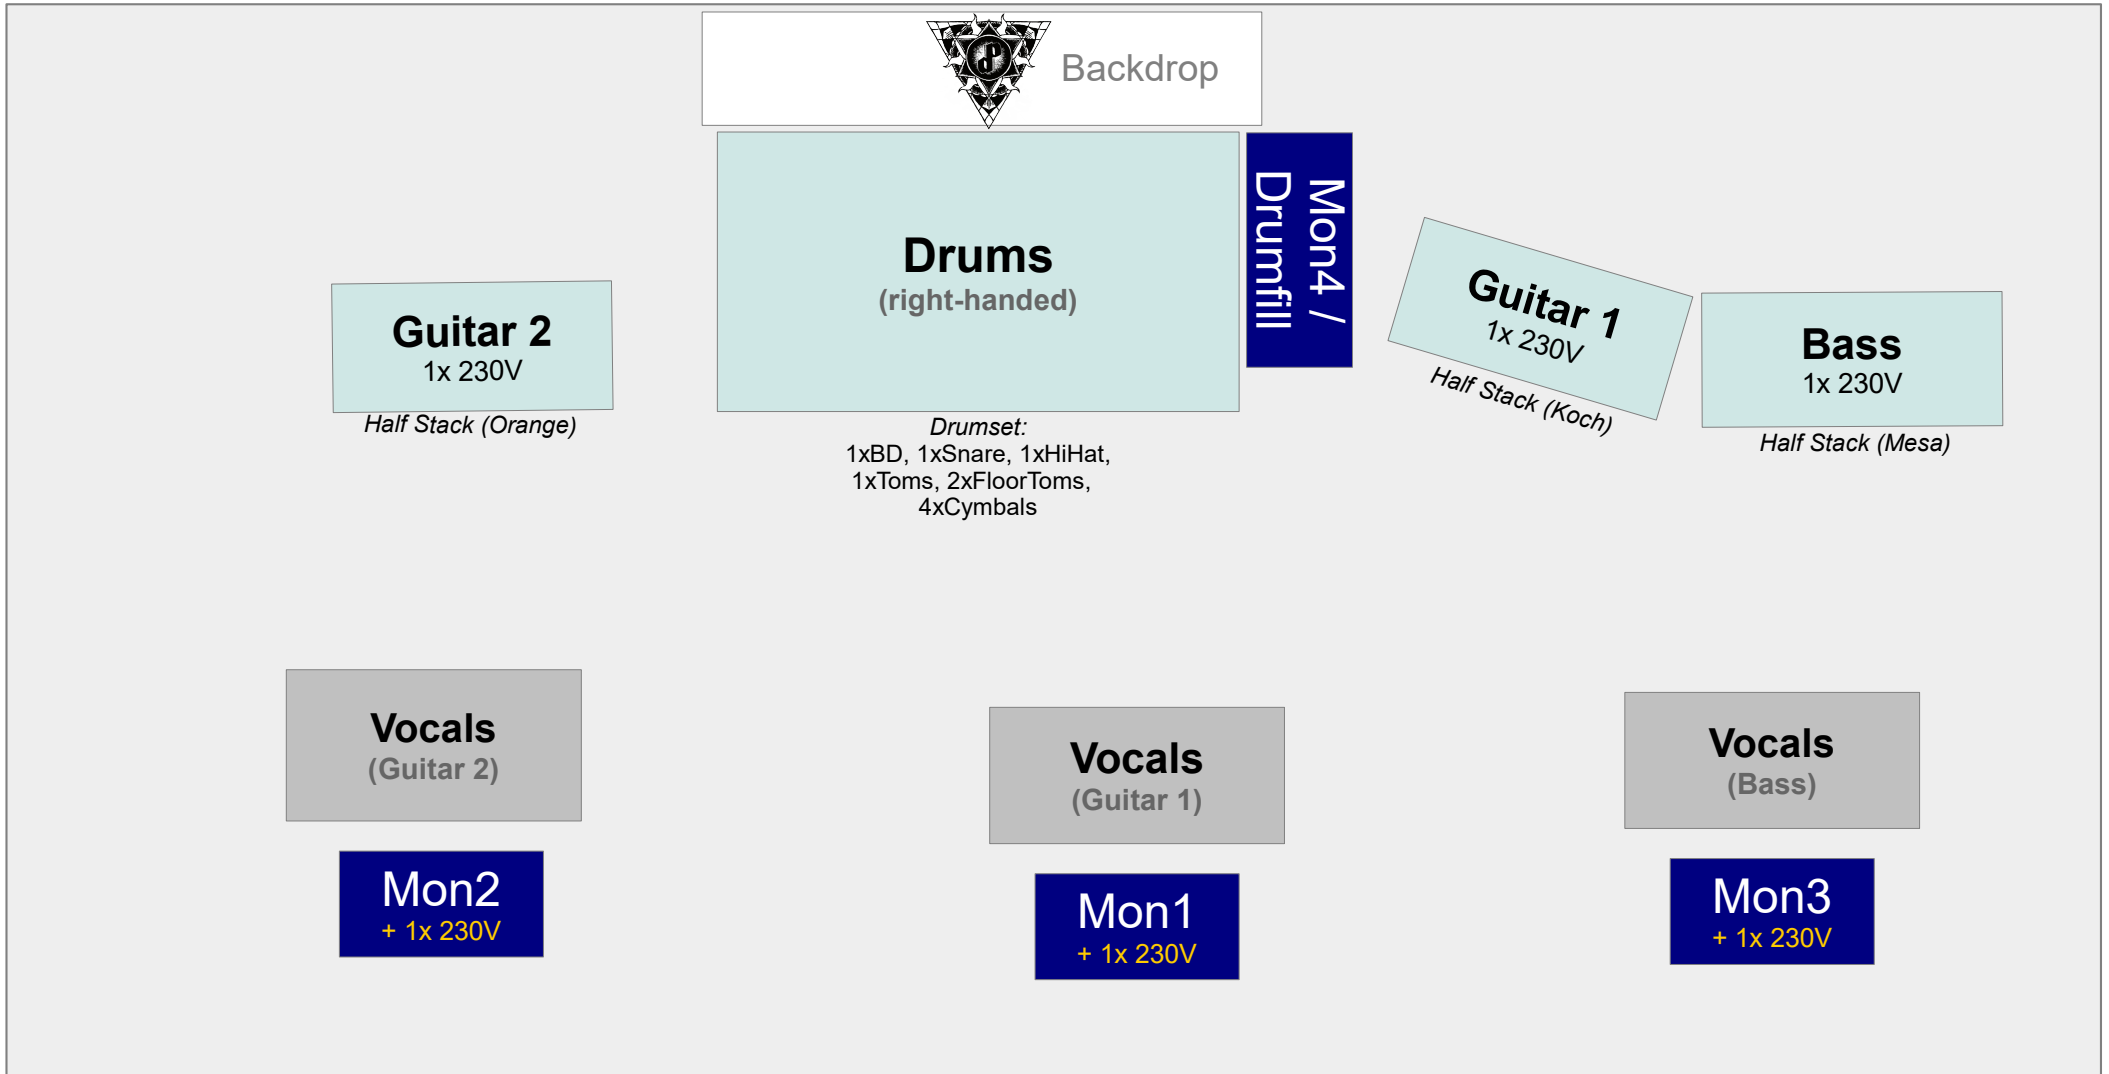 Backdrop
Drums
(right-handed)
Mon4 /
Drumfill
Guitar 2
1x 230V
Half Stack (Orange)
Guitar 1
1x 230V
Half Stack (Koch)
Bass
1x 230V
Half Stack (Mesa)
Drumset:
1xBD, 1xSnare, 1xHiHat,
1xToms, 2xFloorToms,
4xCymbals
Vocals
(Guitar 2)
Vocals
(Guitar 1)
Vocals
(Bass)
Mon2
+ 1x 230V
Mon1
+ 1x 230V
Mon3
+ 1x 230V